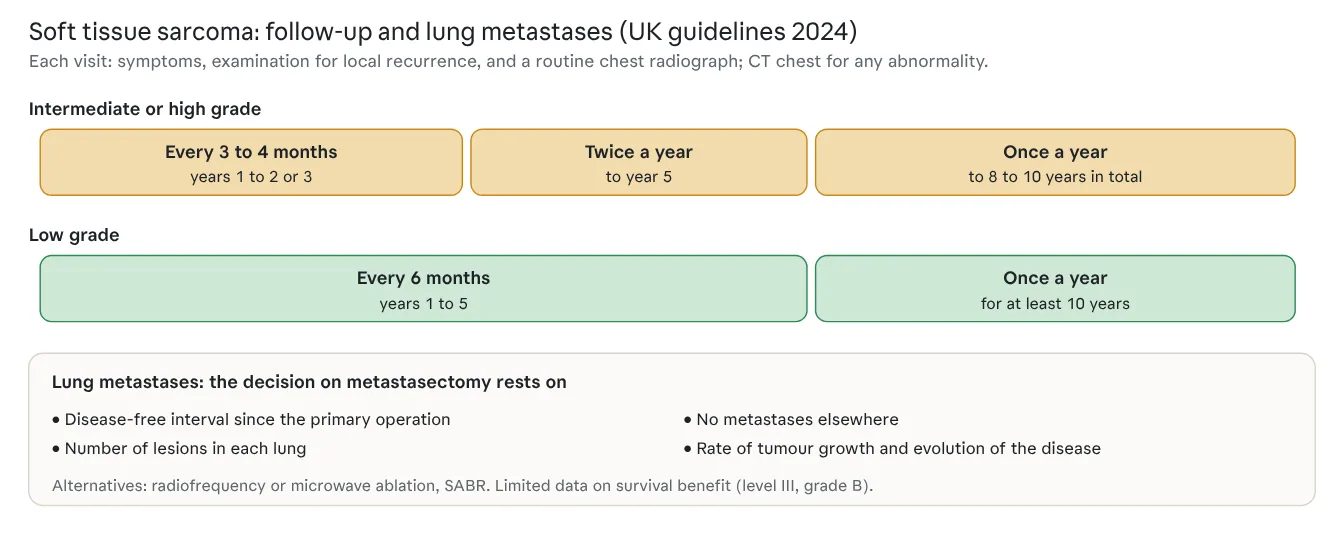 Soft tissue sarcoma: follow-up and lung metastases (UK guidelines 2024)
Each visit: symptoms, examination for local recurrence, and a routine chest radiograph; CT chest for any abnormality.
Intermediate or high grade
Every 3 to 4 months
years 1 to 2 or 3
Twice a year
to year 5
Once a year
to 8 to 10 years in total
Low grade
Every 6 months
years 1 to 5
Once a year
for at least 10 years
Lung metastases: the decision on metastasectomy rests on
• Disease-free interval since the primary operation
• Number of lesions in each lung
• No metastases elsewhere
• Rate of tumour growth and evolution of the disease
Alternatives: radiofrequency or microwave ablation, SABR. Limited data on survival benefit (level III, grade B).